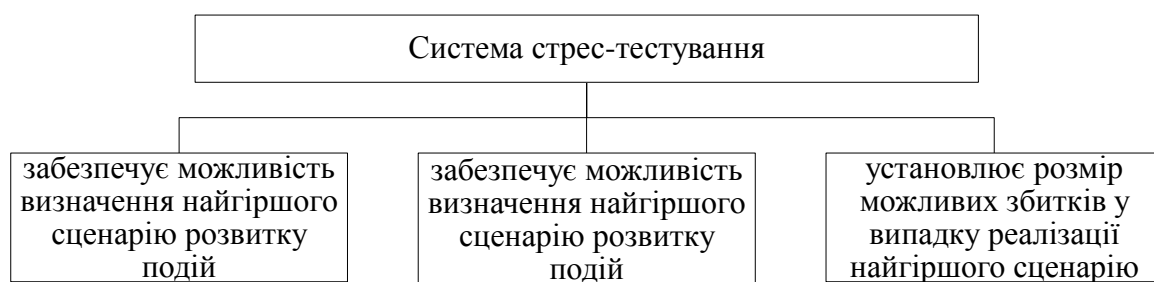 Система стрес-тестування
забезпечує можливість
визначення найгіршого
сценарію розвитку
подій
забезпечує можливість
визначення найгіршого
сценарію розвитку
подій
установлює розмір
можливих збитків у
випадку реалізації
найгіршого сценарію